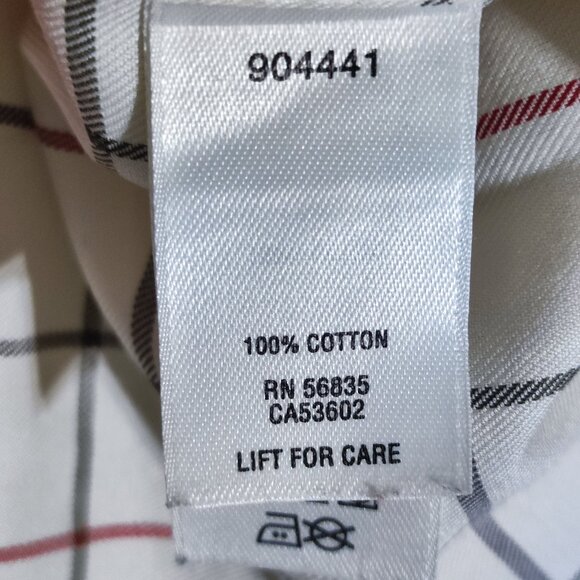 904441
100% COTTON
RN 56835
CA53602
LIFT FOR CARE